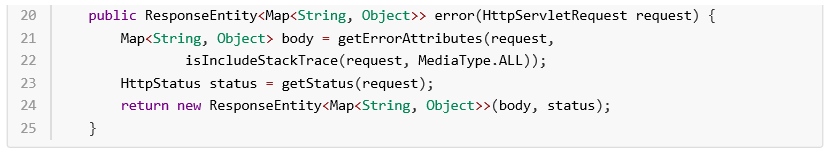 20 public ResponseEntity<Map<String, Object>> error(HttpServletRequest request) {
21 Map<String, Object> body = getErrorAttributes(request,
22 isIncludeStackTrace(request, MediaType.ALL));
23 HttpStatus status = getStatus(request);
24 return new ResponseEntity<Map<String, Object>>(body, status);
25 }